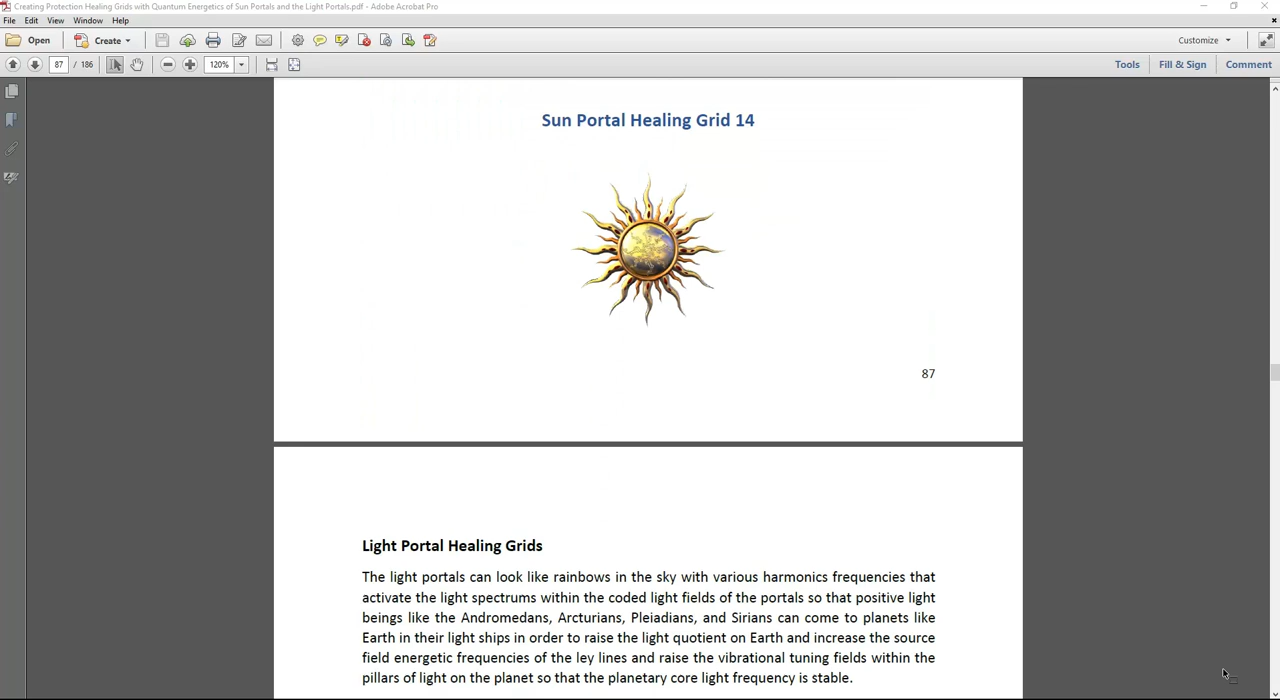 Creating Protection Healing Grids with Quantum Energetics of Sun Portals and the Light Portals.pdf - Adobe Acrobat Pro
File Edit View Window Help
Open Create Customize
87 / 186 120% Tools Fill & Sign Comment
Sun Portal Healing Grid 14
87
Light Portal Healing Grids
The light portals can look like rainbows in the sky with various harmonics frequencies that
activate the light spectrums within the coded light fields of the portals so that positive light
beings like the Andromedans, Arcturians, Pleiadians, and Sirians can come to planets like
Earth in their light ships in order to raise the light quotient on Earth and increase the source
field energetic frequencies of the ley lines and raise the vibrational tuning fields within the
pillars of light on the planet so that the planetary core light frequency is stable.